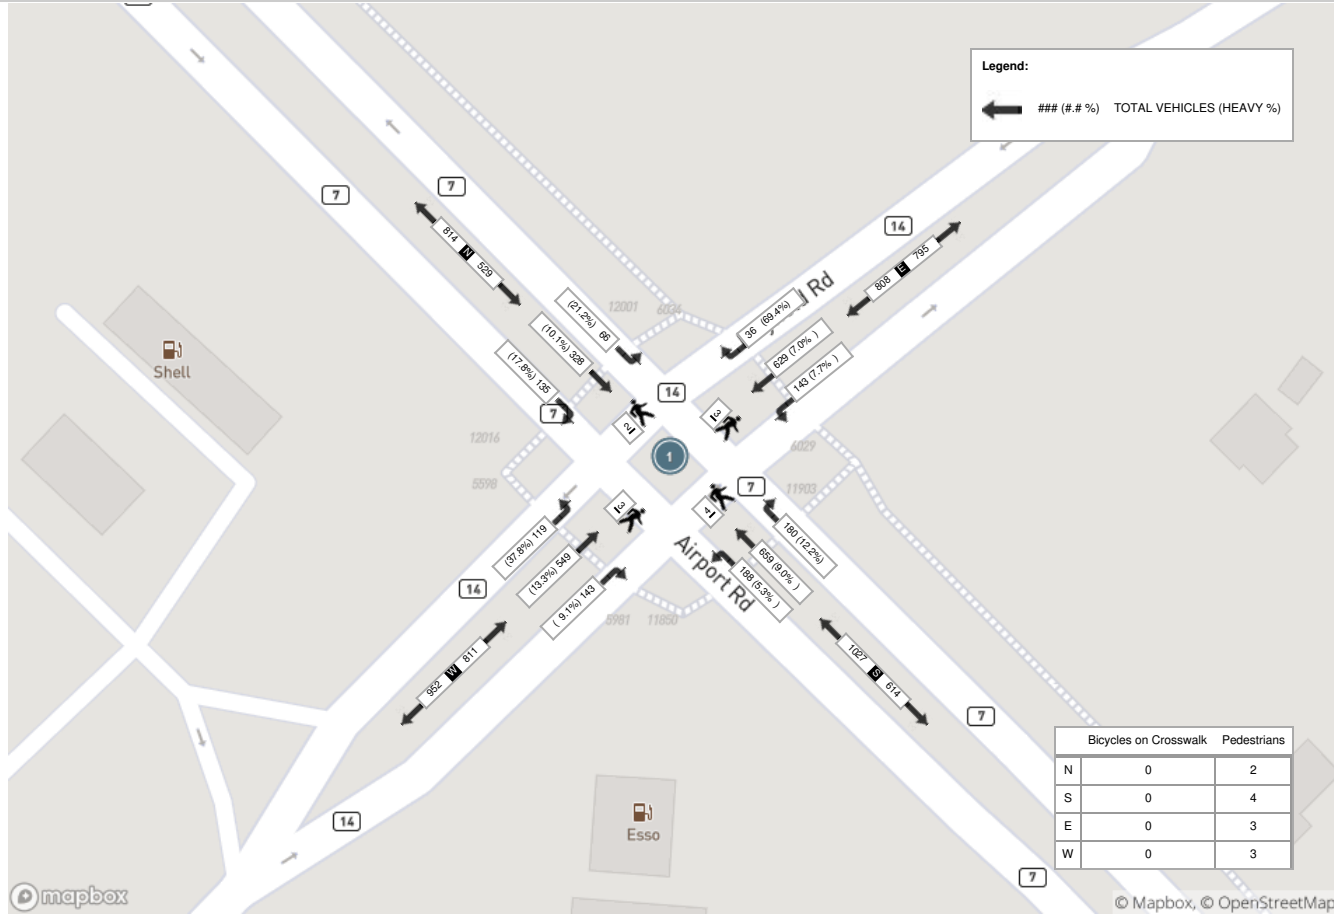 Legend:
### (#.# %) TOTAL VEHICLES (HEAVY %)
7
7
14
814 N 529
808 E 795
(21.2%) 66
(10.1%) 328
(17.8%) 135
36 (69.4%)
629 (7.0% )
143 (7.7% )
Rd
12001
6034
Shell
7
14
2
3
1
12016
5598
6029
11903
7
3
4
(37.8%) 119
(13.3%) 549
( 9.1%) 143
180 (12.2%)
659 (9.0% )
188 (5.3% )
Airport Rd
14
5981
11850
952 W 811
1027 S 614
7
Bicycles on Crosswalk Pedestrians
N 0 2
S 0 4
E 0 3
W 0 3
14
Esso
7
mapbox
© Mapbox, © OpenStreetMap